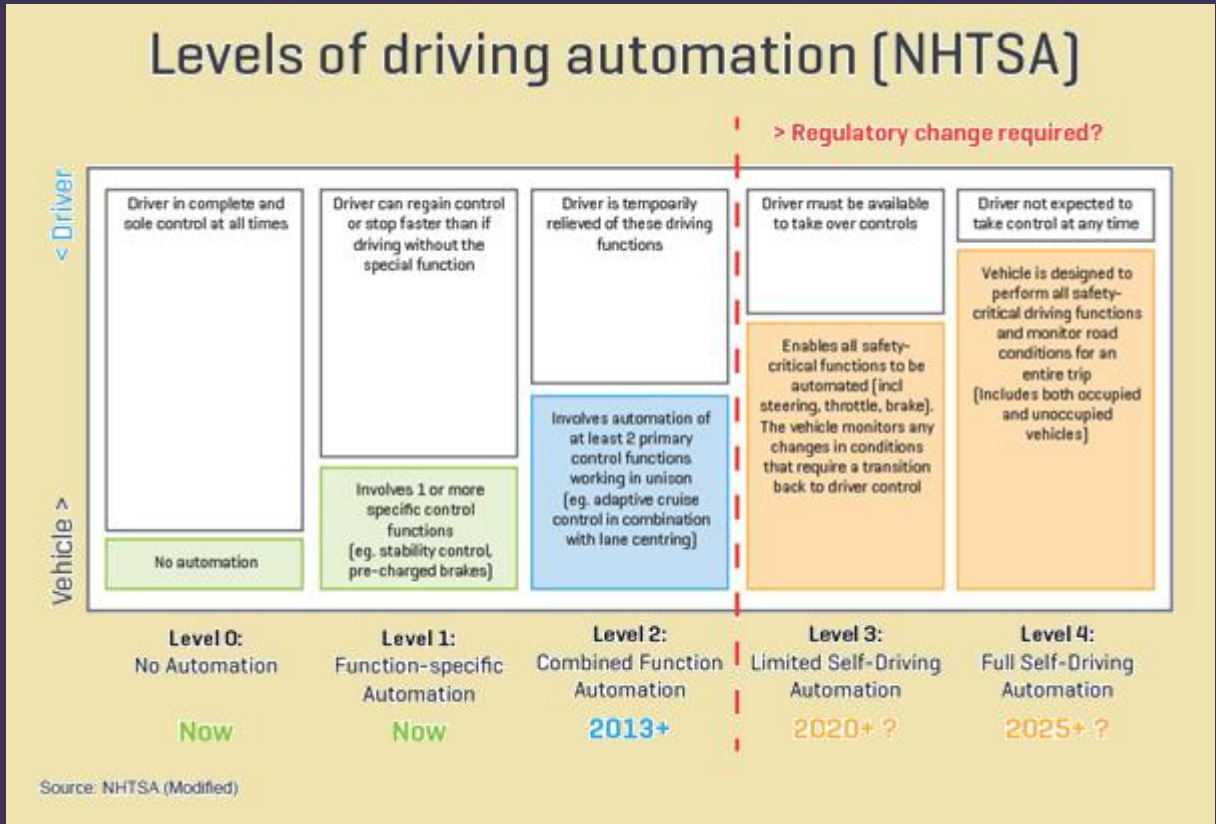 Levels of driving automation (NHTSA)
> Regulatory change required?
< Driver
Vehicle >
Driver in complete and
sole control at all times
No automation
Driver can regain control
or stop faster than if
driving without the
special function
Involves 1 or more
specific control
functions
(eg. stability control,
pre-charged brakes)
Driver is tempoarily
relieved of these driving
functions
Involves automation of
at least 2 primary
control functions
working in unison
(eg. adaptive cruise
control in combination
with lane centring)
Driver must be available
to take over controls
Enables all safety-
critical functions to be
automated (incl
steering, throttle, brake).
The vehicle monitors any
changes in conditions
that require a transition
back to driver control
Driver not expected to
take control at any time
Vehicle is designed to
perform all safety-
critical driving functions
and monitor road
conditions for an
entire trip
(Includes both occupied
and unoccupied
vehicles)
Level 0:
No Automation
Now
Level 1:
Function-specific
Automation
Now
Level 2:
Combined Function
Automation
2013+
Level 3:
Limited Self-Driving
Automation
2020+ ?
Level 4:
Full Self-Driving
Automation
2025+ ?
Source: NHTSA (Modified)